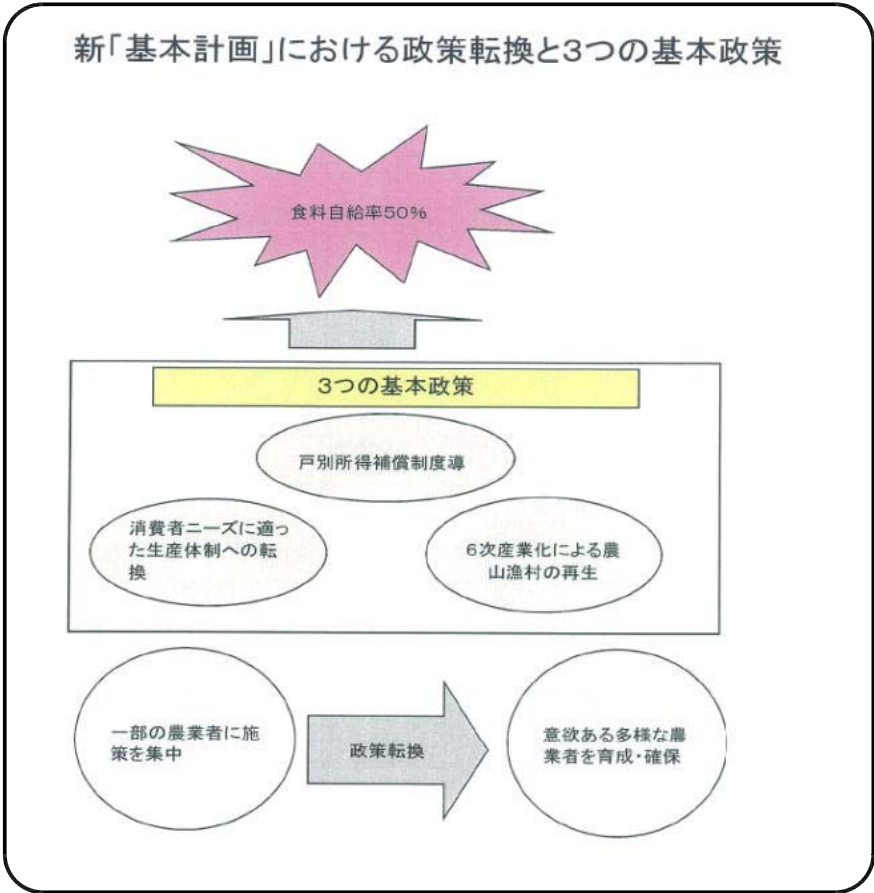 新「基本計画」における政策転換と3つの基本政策
食料自給率50%
3つの基本政策
戸別所得補償制度導
消費者ニーズに適っ
た生産体制への転
換
6次産業化による農
山漁村の再生
一部の農業者に施
策を集中
政策転換
意欲ある多様な農
業者を育成・確保